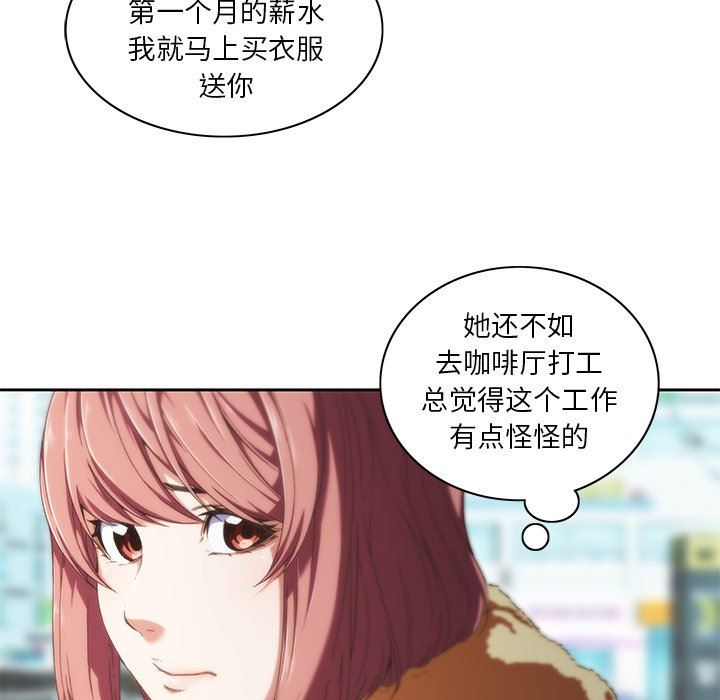 第一个月的薪水
我就马上买衣服
送你
她还不如
去咖啡厅打工
总觉得这个工作
有点怪怪的